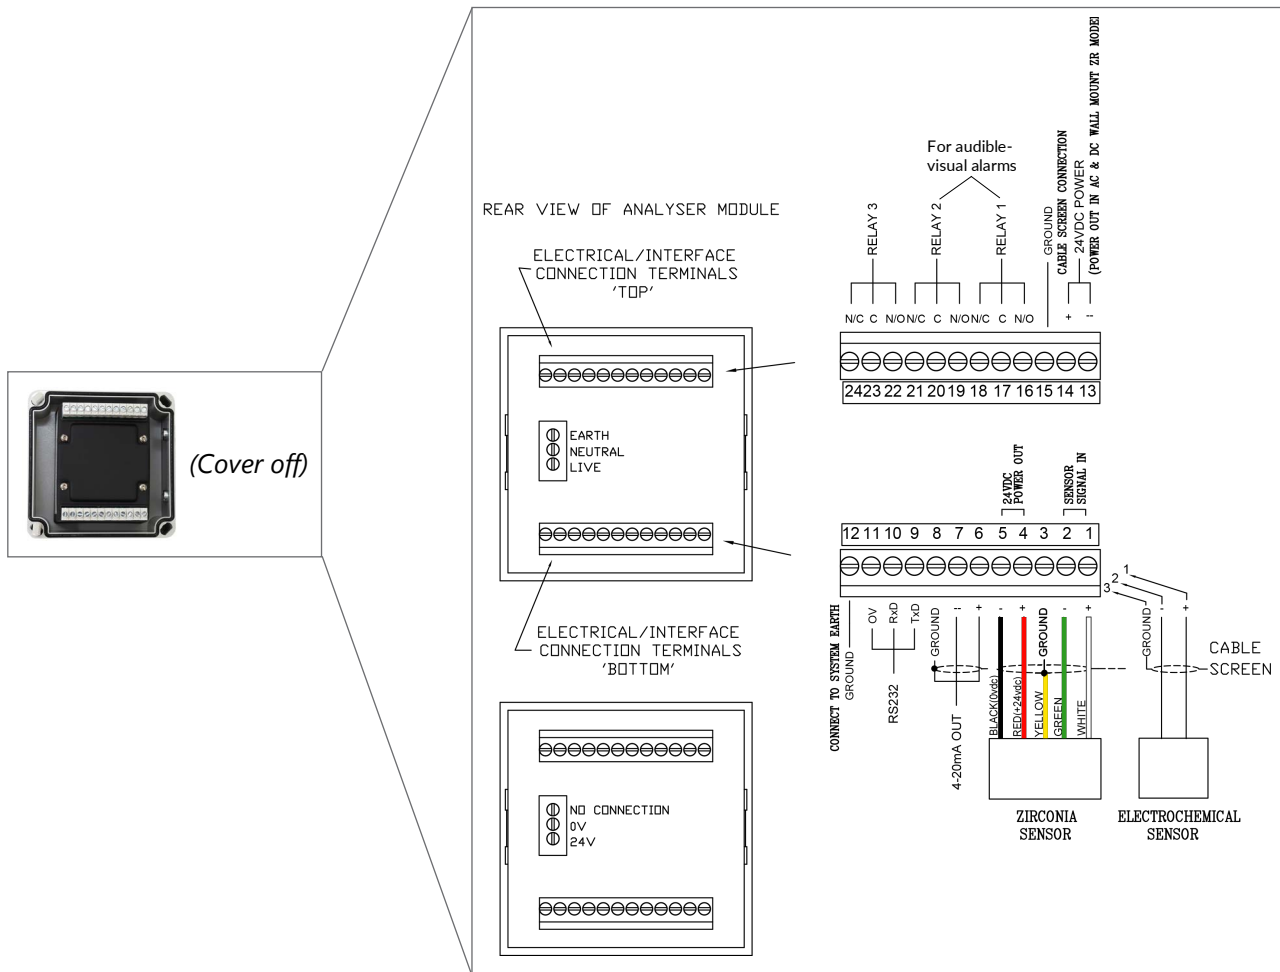 (Cover off)
REAR VIEW OF ANALYSER MODULE
ELECTRICAL/INTERFACE
CONNECTION TERMINALS
'TOP'
EARTH
NEUTRAL
LIVE
ELECTRICAL/INTERFACE
CONNECTION TERMINALS
'BOTTOM'
NO CONNECTION
0V
24V
For audible-
visual alarms
RELAY 3
RELAY 2
RELAY 1
GROUND
CABLE SCREEN CONNECTION
24VDC POWER
(POWER OUT IN AC & DC WALL MOUNT ZR MODE
N/C C N/O N/C C N/O N/C C N/O + --
24 23 22 21 20 19 18 17 16 15 14 13
24VDC
POWER OUT
SENSOR
SIGNAL IN
12 11 10 9 8 7 6 5 4 3 2 1
1
2
3
CONNECT TO SYSTEM EARTH
GROUND
0V
RxD
TxD
RS232
GROUND
-- +
4-20mA OUT
- + GROUND - +
BLACK(0vdc)
RED(+24vdc)
YELLOW
GREEN
WHITE
ZIRCONIA
SENSOR
GROUND
- +
CABLE
SCREEN
ELECTROCHEMICAL
SENSOR